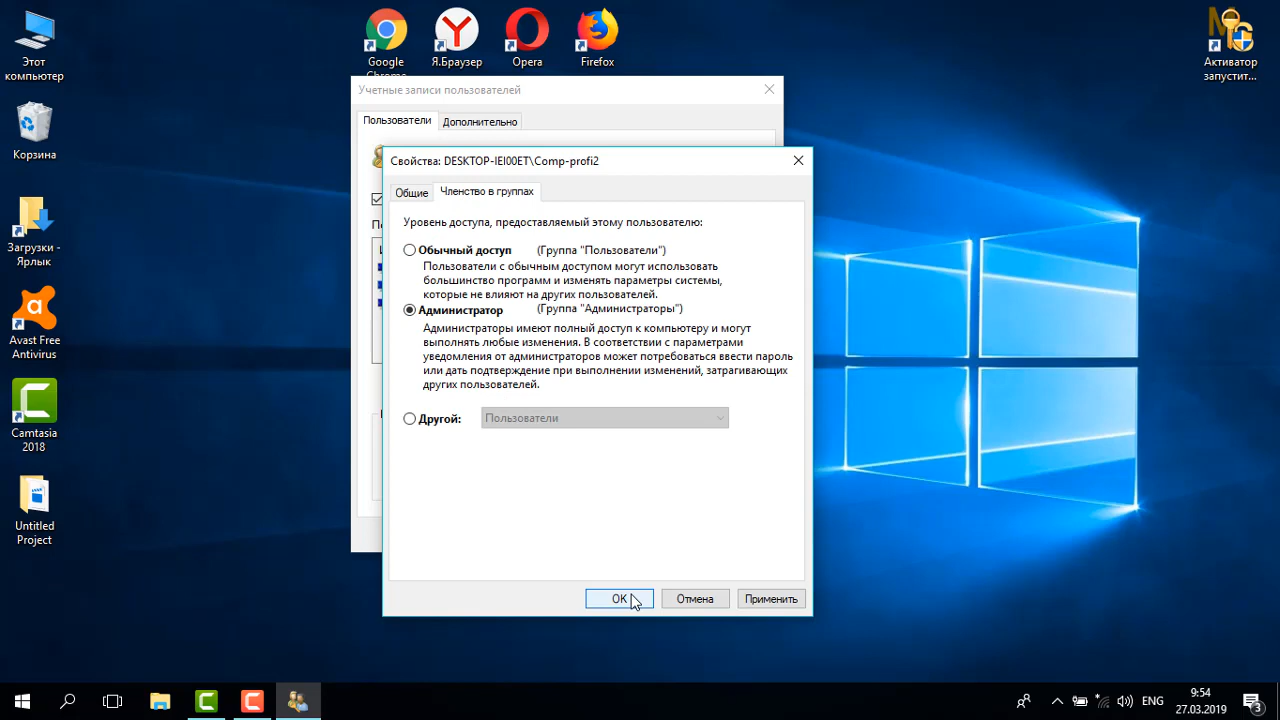 Этот
компьютер
Корзина
Загрузки -
Ярлык
Avast Free
Antivirus
Camtasia
2018
Untitled
Project
Google
Chrome
Я.Браузер
Opera
Firefox
Активатор
запустит...
Учетные записи пользователей
Пользователи
Дополнительно
Свойства: DESKTOP-IEI00ET\Comp-profi2
Общие
Членство в группах
Уровень доступа, предоставляемый этому пользователю:
Обычный доступ (Группа "Пользователи")
Пользователи с обычным доступом могут использовать
большинство программ и изменять параметры системы,
которые не влияют на других пользователей.
Администратор (Группа "Администраторы")
Администраторы имеют полный доступ к компьютеру и могут
выполнять любые изменения. В соответствии с параметрами
уведомления от администраторов может потребоваться ввести пароль
или дать подтверждение при выполнении изменений, затрагивающих
других пользователей.
Другой: Пользователи
OK
Отмена
Применить
ENG
9:54
27.03.2019
3